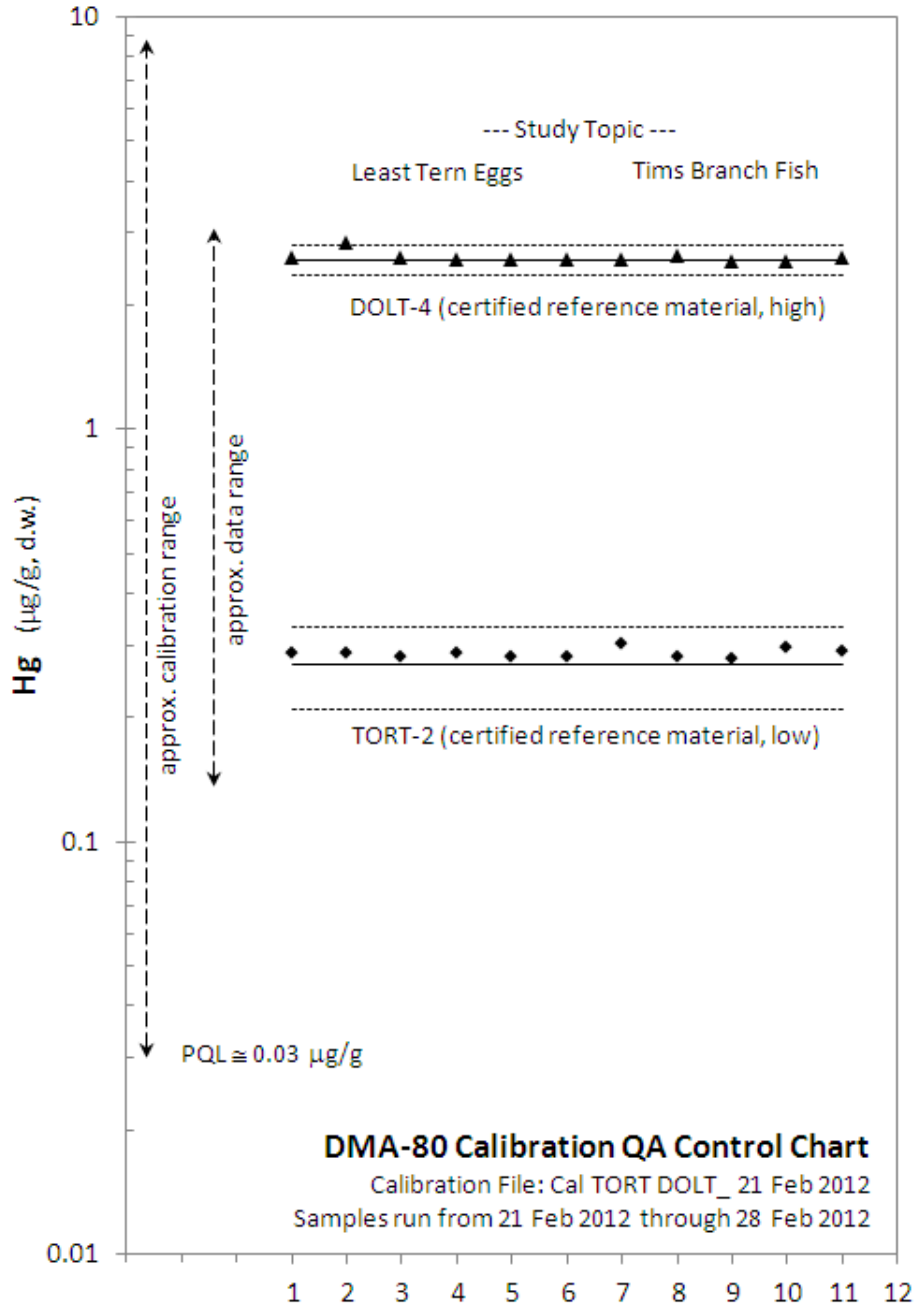 10
1
0.1
0.01
Hg (µg/g, d.w.)
approx. calibration range
approx. data range
--- Study Topic ---
Least Tern Eggs Tims Branch Fish
DOLT-4 (certified reference material, high)
TORT-2 (certified reference material, low)
PQL ≅ 0.03 µg/g
DMA-80 Calibration QA Control Chart
Calibration File: Cal TORT DOLT_ 21 Feb 2012
Samples run from 21 Feb 2012 through 28 Feb 2012
1 2 3 4 5 6 7 8 9 10 11 12